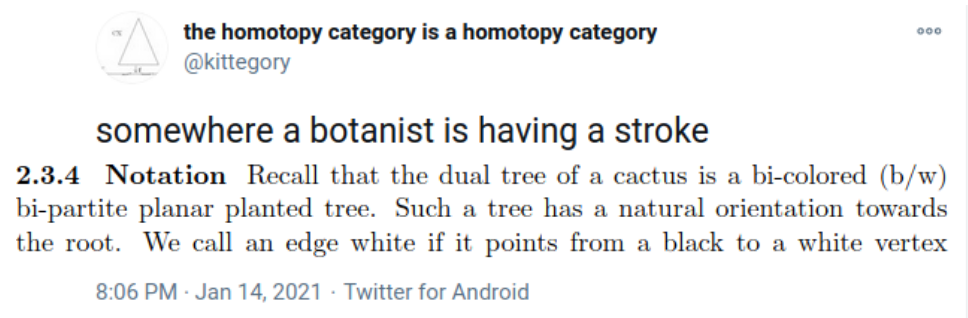 the homotopy category is a homotopy category
@kittegory
somewhere a botanist is having a stroke
2.3.4 Notation Recall that the dual tree of a cactus is a bi-colored (b/w)
bi-partite planar planted tree. Such a tree has a natural orientation towards
the root. We call an edge white if it points from a black to a white vertex
8:06 PM · Jan 14, 2021 · Twitter for Android